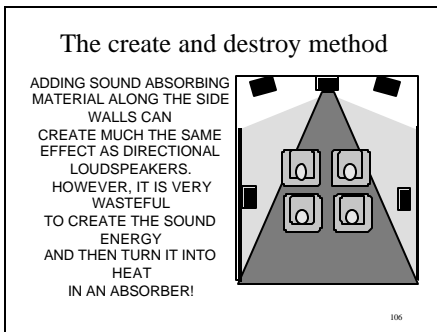 The create and destroy method
ADDING SOUND ABSORBING
MATERIAL ALONG THE SIDE
WALLS CAN
CREATE MUCH THE SAME
EFFECT AS DIRECTIONAL
LOUDSPEAKERS.
HOWEVER, IT IS VERY
WASTEFUL
TO CREATE THE SOUND
ENERGY
AND THEN TURN IT INTO
HEAT
IN AN ABSORBER!
106